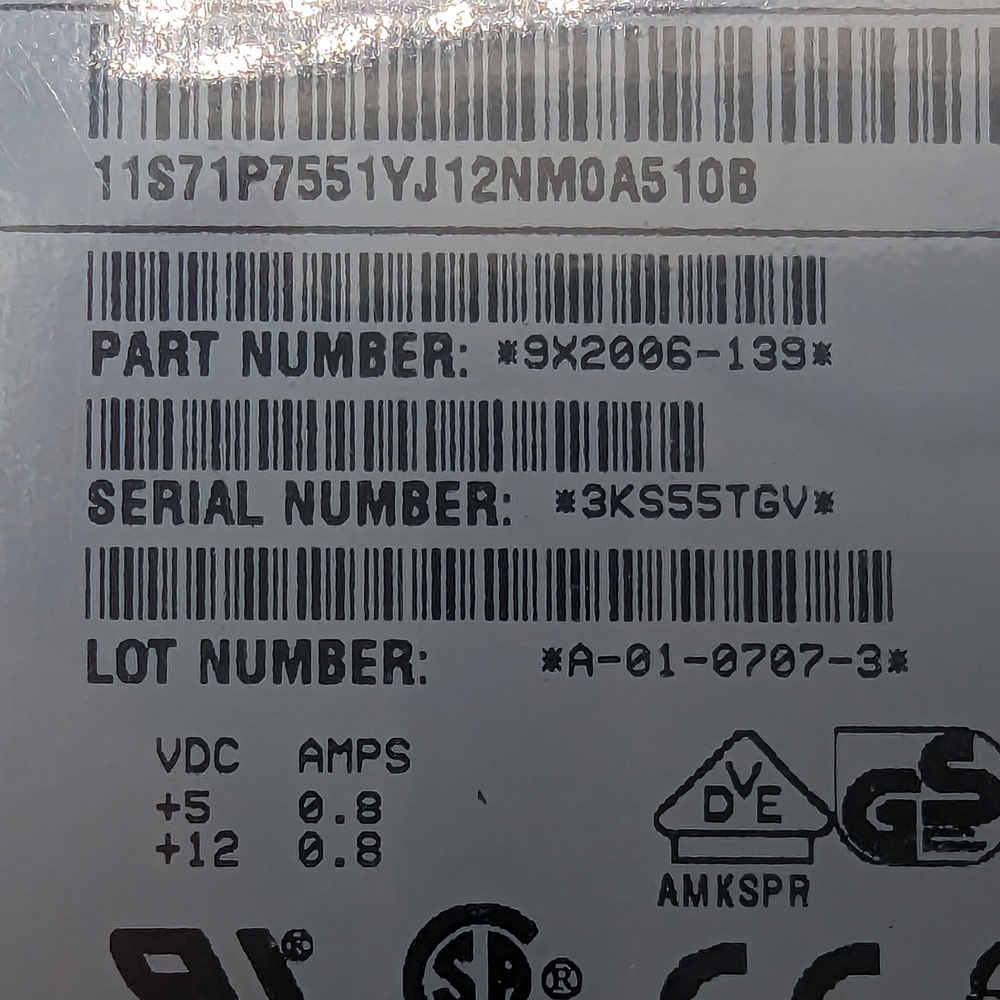 11S71P7551YJ12NM0A510B
PART NUMBER: *9X2006-139*
SERIAL NUMBER: *3KS55TGV*
LOT NUMBER: *A-01-0707-3*
VDC AMPS
+5 0.8
+12 0.8
DVE
GS
AMKSPR
®
SA ®